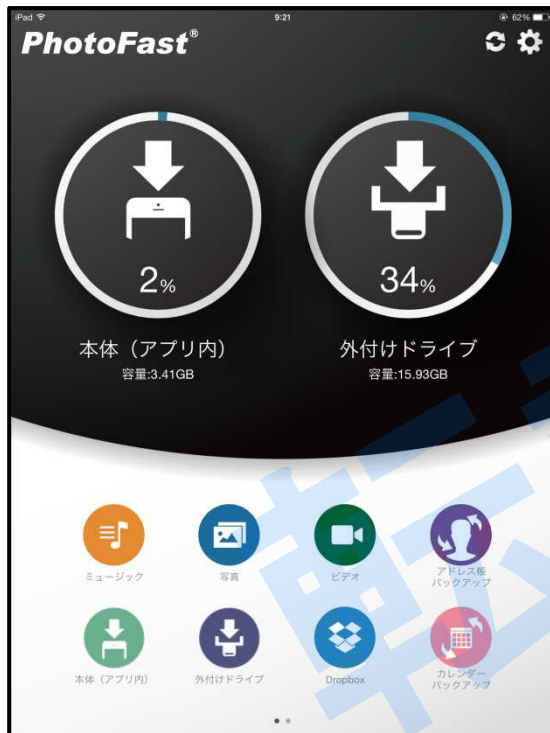 iPad
9:21
62%
PhotoFast®
2%
34%
本体（アプリ内）
容量:3.41GB
外付けドライブ
容量:15.93GB
ミュージック
写真
ビデオ
アドレス帳
バックアップ
本体（アプリ内）
外付けドライブ
Dropbox
カレンダー
バックアップ
転